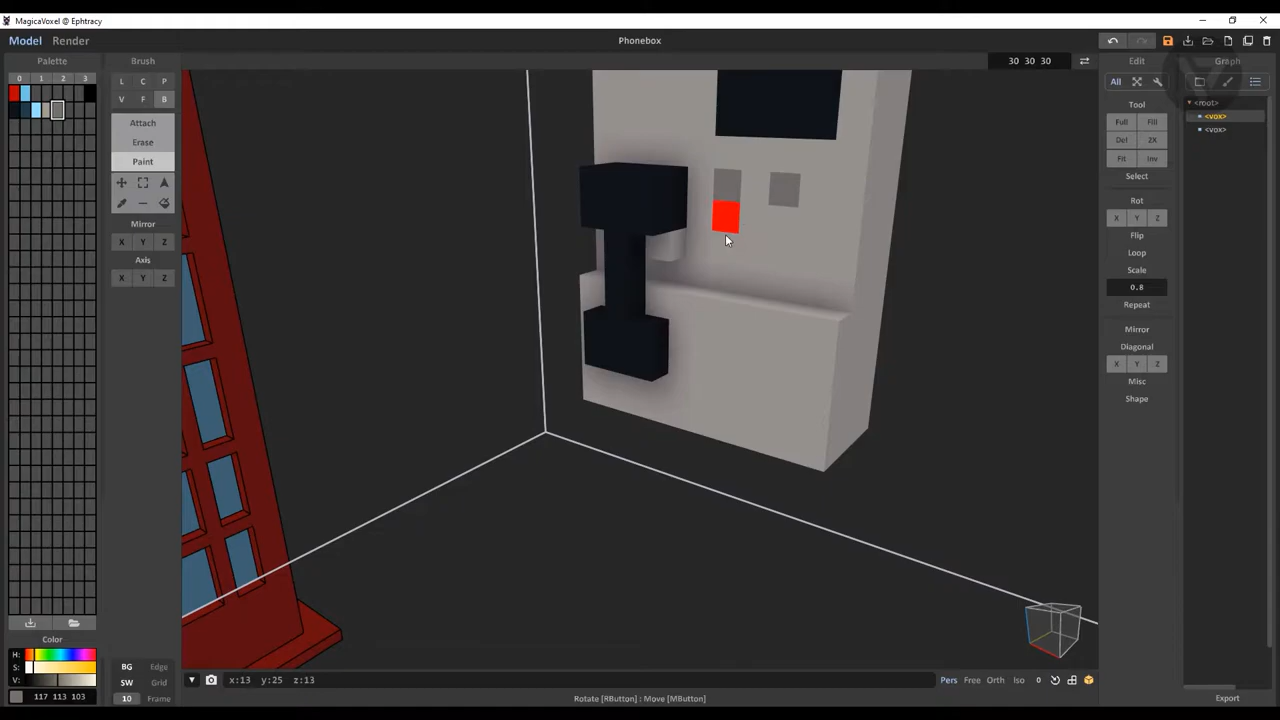 MagicaVoxel @ Ephtracy
Model Render
Phonebox
Palette
Brush
30 30 30
Edit
Graph
0 1 2 3
L C P
V F B
Attach
Erase
Paint
Mirror
X Y Z
Axis
X Y Z
All
Tool
Full Fill
Del 2X
Fit Inv
Select
Rot
X Y Z
Flip
Loop
Scale
0.8
Repeat
Mirror
Diagonal
X Y Z
Misc
Shape
<root>
<vox>
<vox>
Color
H:
S:
V:
117 113 103
BG Edge
SW Grid
10 Frame
x:13 y:25 z:13
Pers Free Orth Iso 0
Rotate [RButton] : Move [MButton]
Export